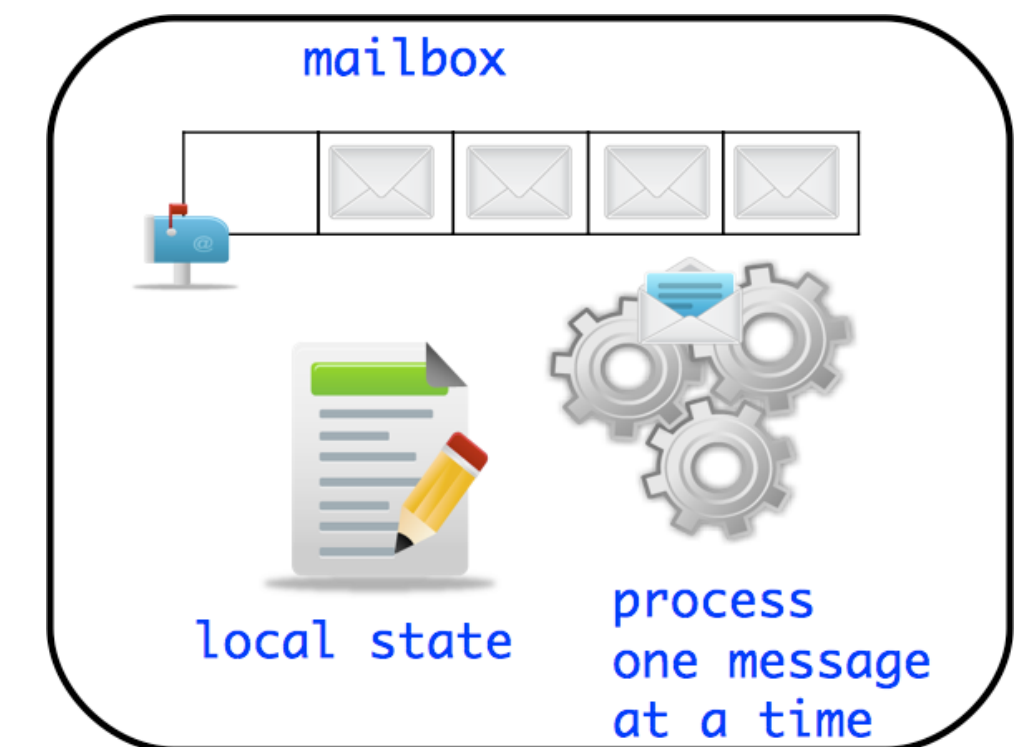 mailbox
@
local state
process
one message
at a time